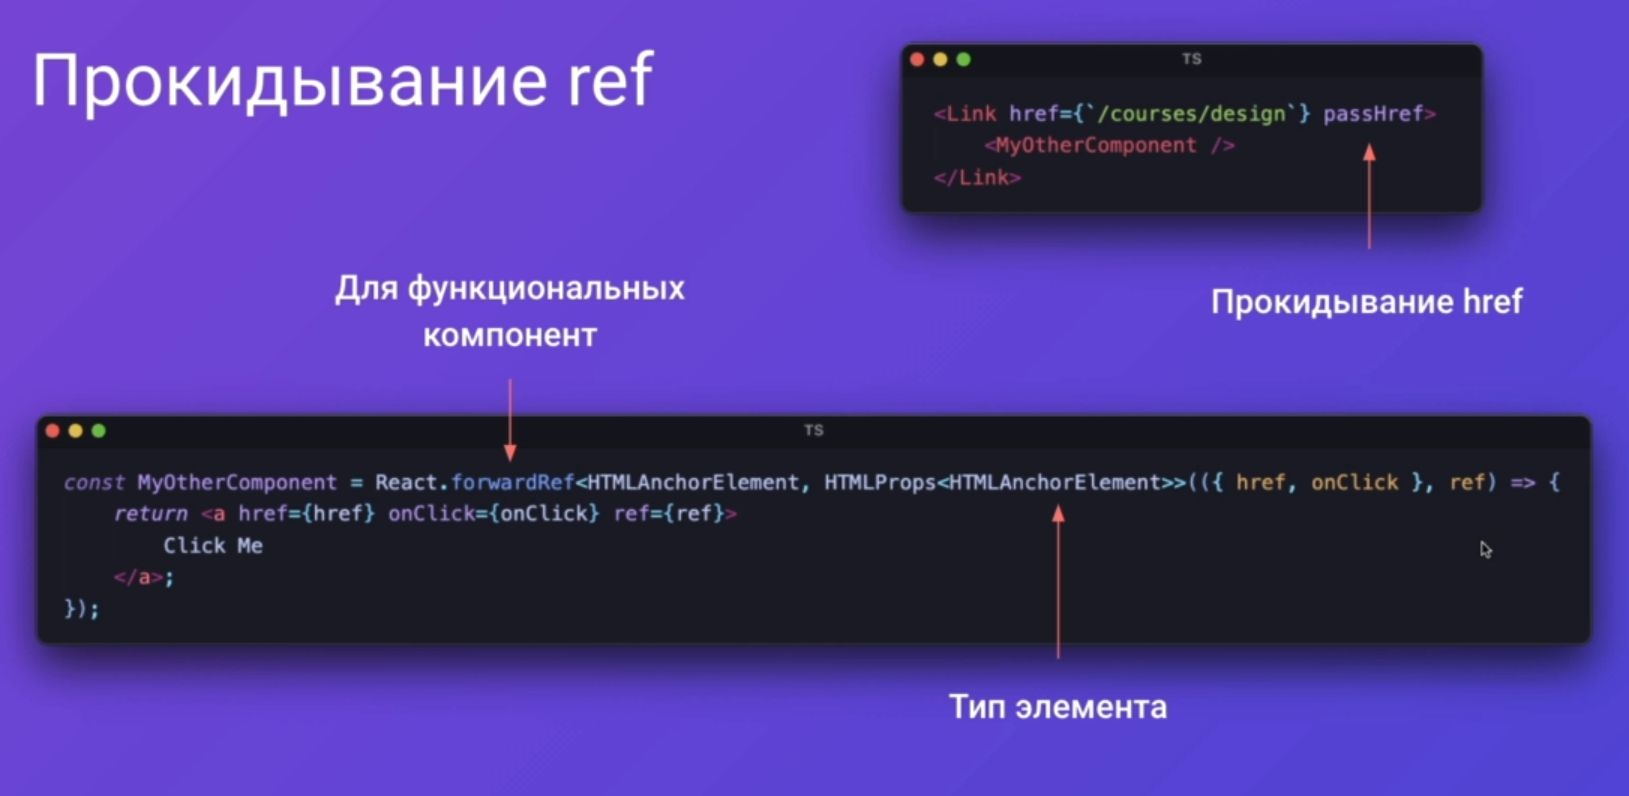 Прокидывание ref
TS
<Link href={`/courses/design`} passHref>
<MyOtherComponent />
</Link>
Прокидывание href
Для функциональных
компонент
TS
const MyOtherComponent = React.forwardRef<HTMLAnchorElement, HTMLProps<HTMLAnchorElement>>(({ href, onClick }, ref) => {
return <a href={href} onClick={onClick} ref={ref}>
Click Me
</a>;
});
Тип элемента